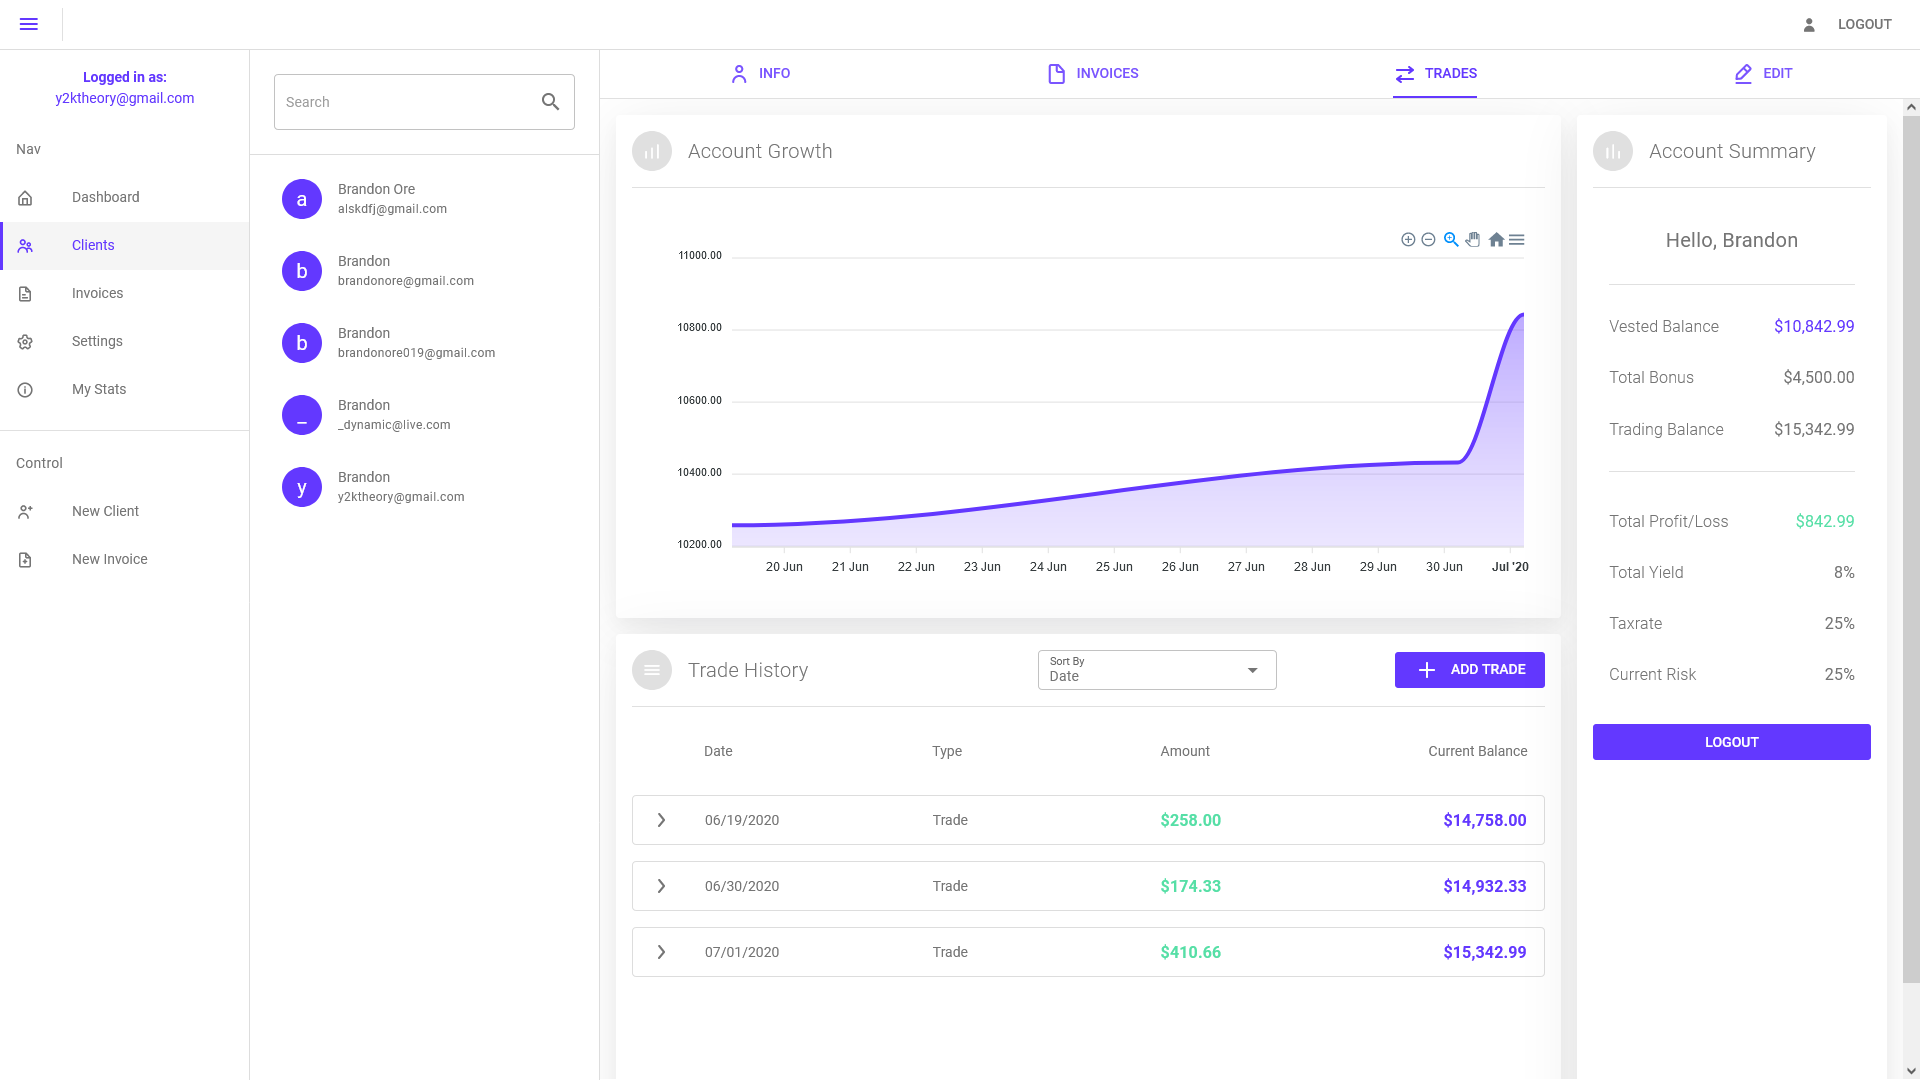 LOGOUT
Logged in as:
y2ktheory@gmail.com
Nav
Dashboard
Clients
Invoices
Settings
My Stats
Control
New Client
New Invoice
Search
a
Brandon Ore
alskdfj@gmail.com
b
Brandon
brandonore@gmail.com
b
Brandon
brandonore019@gmail.com
_
Brandon
_dynamic@live.com
y
Brandon
y2ktheory@gmail.com
INFO
INVOICES
TRADES
EDIT
Account Growth
11000.00
10800.00
10600.00
10400.00
10200.00
20 Jun 21 Jun 22 Jun 23 Jun 24 Jun 25 Jun 26 Jun 27 Jun 28 Jun 29 Jun 30 Jun Jul '20
Trade History
Sort By
Date
ADD TRADE
Date Type Amount Current Balance
06/19/2020 Trade $258.00 $14,758.00
06/30/2020 Trade $174.33 $14,932.33
07/01/2020 Trade $410.66 $15,342.99
Account Summary
Hello, Brandon
Vested Balance $10,842.99
Total Bonus $4,500.00
Trading Balance $15,342.99
Total Profit/Loss $842.99
Total Yield 8%
Taxrate 25%
Current Risk 25%
LOGOUT